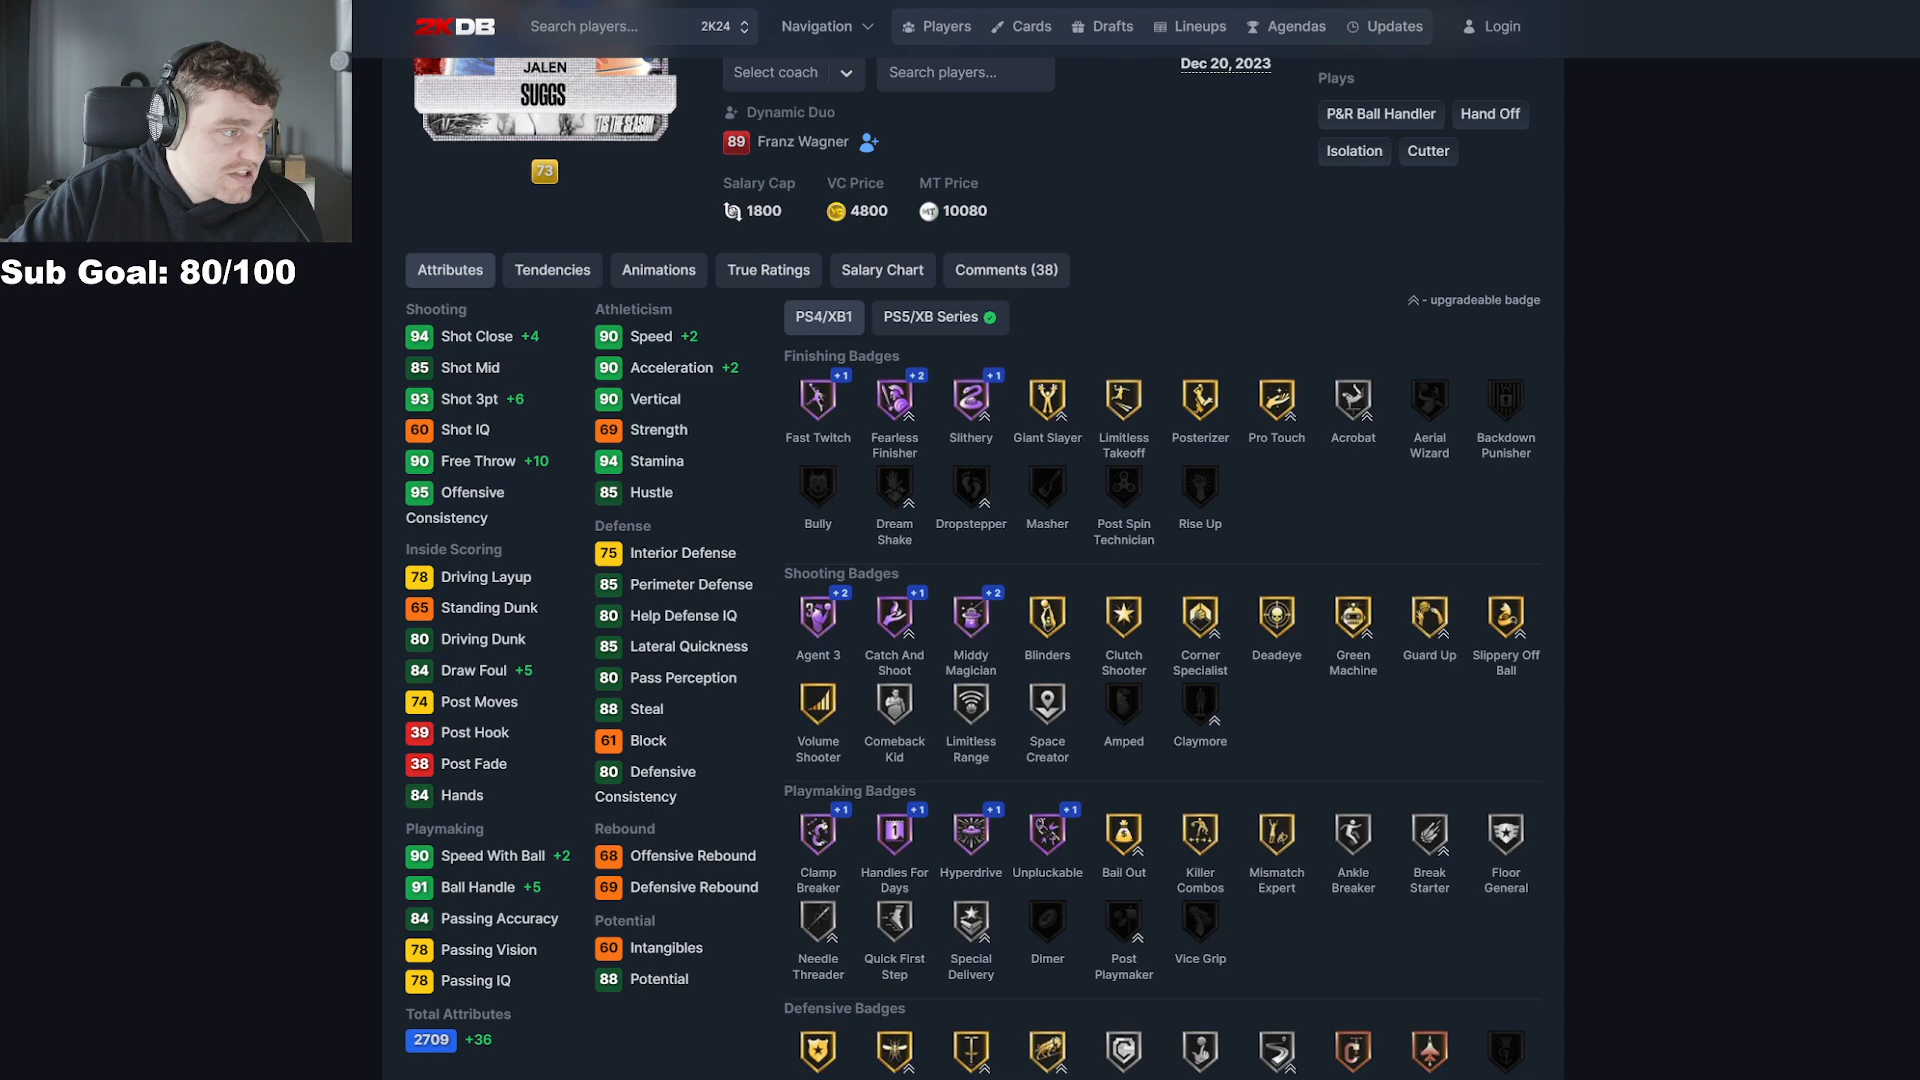 2KDB
Search players...
2K24
Navigation
Players
Cards
Drafts
Lineups
Agendas
Updates
Login
Sub Goal: 80/100
JALEN
SUGGS
'TIS THE SEASON
73
Select coach
Search players...
Dynamic Duo
89 Franz Wagner
Salary Cap VC Price MT Price
1800 4800 10080
Dec 20, 2023
Plays
P&R Ball Handler Hand Off
Isolation Cutter
Attributes Tendencies Animations True Ratings Salary Chart Comments (38)
- upgradeable badge
Shooting
94 Shot Close +4
85 Shot Mid
93 Shot 3pt +6
60 Shot IQ
90 Free Throw +10
95 Offensive
Consistency
Inside Scoring
78 Driving Layup
65 Standing Dunk
80 Driving Dunk
84 Draw Foul +5
74 Post Moves
39 Post Hook
38 Post Fade
84 Hands
Playmaking
90 Speed With Ball +2
91 Ball Handle +5
84 Passing Accuracy
78 Passing Vision
78 Passing IQ
Total Attributes
2709 +36
Athleticism
90 Speed +2
90 Acceleration +2
90 Vertical
69 Strength
94 Stamina
85 Hustle
Defense
75 Interior Defense
85 Perimeter Defense
80 Help Defense IQ
85 Lateral Quickness
80 Pass Perception
88 Steal
61 Block
80 Defensive
Consistency
Rebound
68 Offensive Rebound
69 Defensive Rebound
Potential
60 Intangibles
88 Potential
PS4/XB1 PS5/XB Series
Finishing Badges
+1 +2 +1
Fast Twitch
Fearless
Finisher
Slithery
Giant Slayer
Limitless
Takeoff
Posterizer
Pro Touch
Acrobat
Aerial
Wizard
Backdown
Punisher
Bully
Dream
Shake
Dropstepper
Masher
Post Spin
Technician
Rise Up
Shooting Badges
+2 +1 +2
Agent 3
Catch And
Shoot
Middy
Magician
Blinders
Clutch
Shooter
Corner
Specialist
Deadeye
Green
Machine
Guard Up
Slippery Off
Ball
Volume
Shooter
Comeback
Kid
Limitless
Range
Space
Creator
Amped
Claymore
Playmaking Badges
+1 +1 +1 +1
Clamp
Breaker
Handles For
Days
Hyperdrive
Unpluckable
Bail Out
Killer
Combos
Mismatch
Expert
Ankle
Breaker
Break
Starter
Floor
General
Needle
Threader
Quick First
Step
Special
Delivery
Dimer
Post
Playmaker
Vice Grip
Defensive Badges